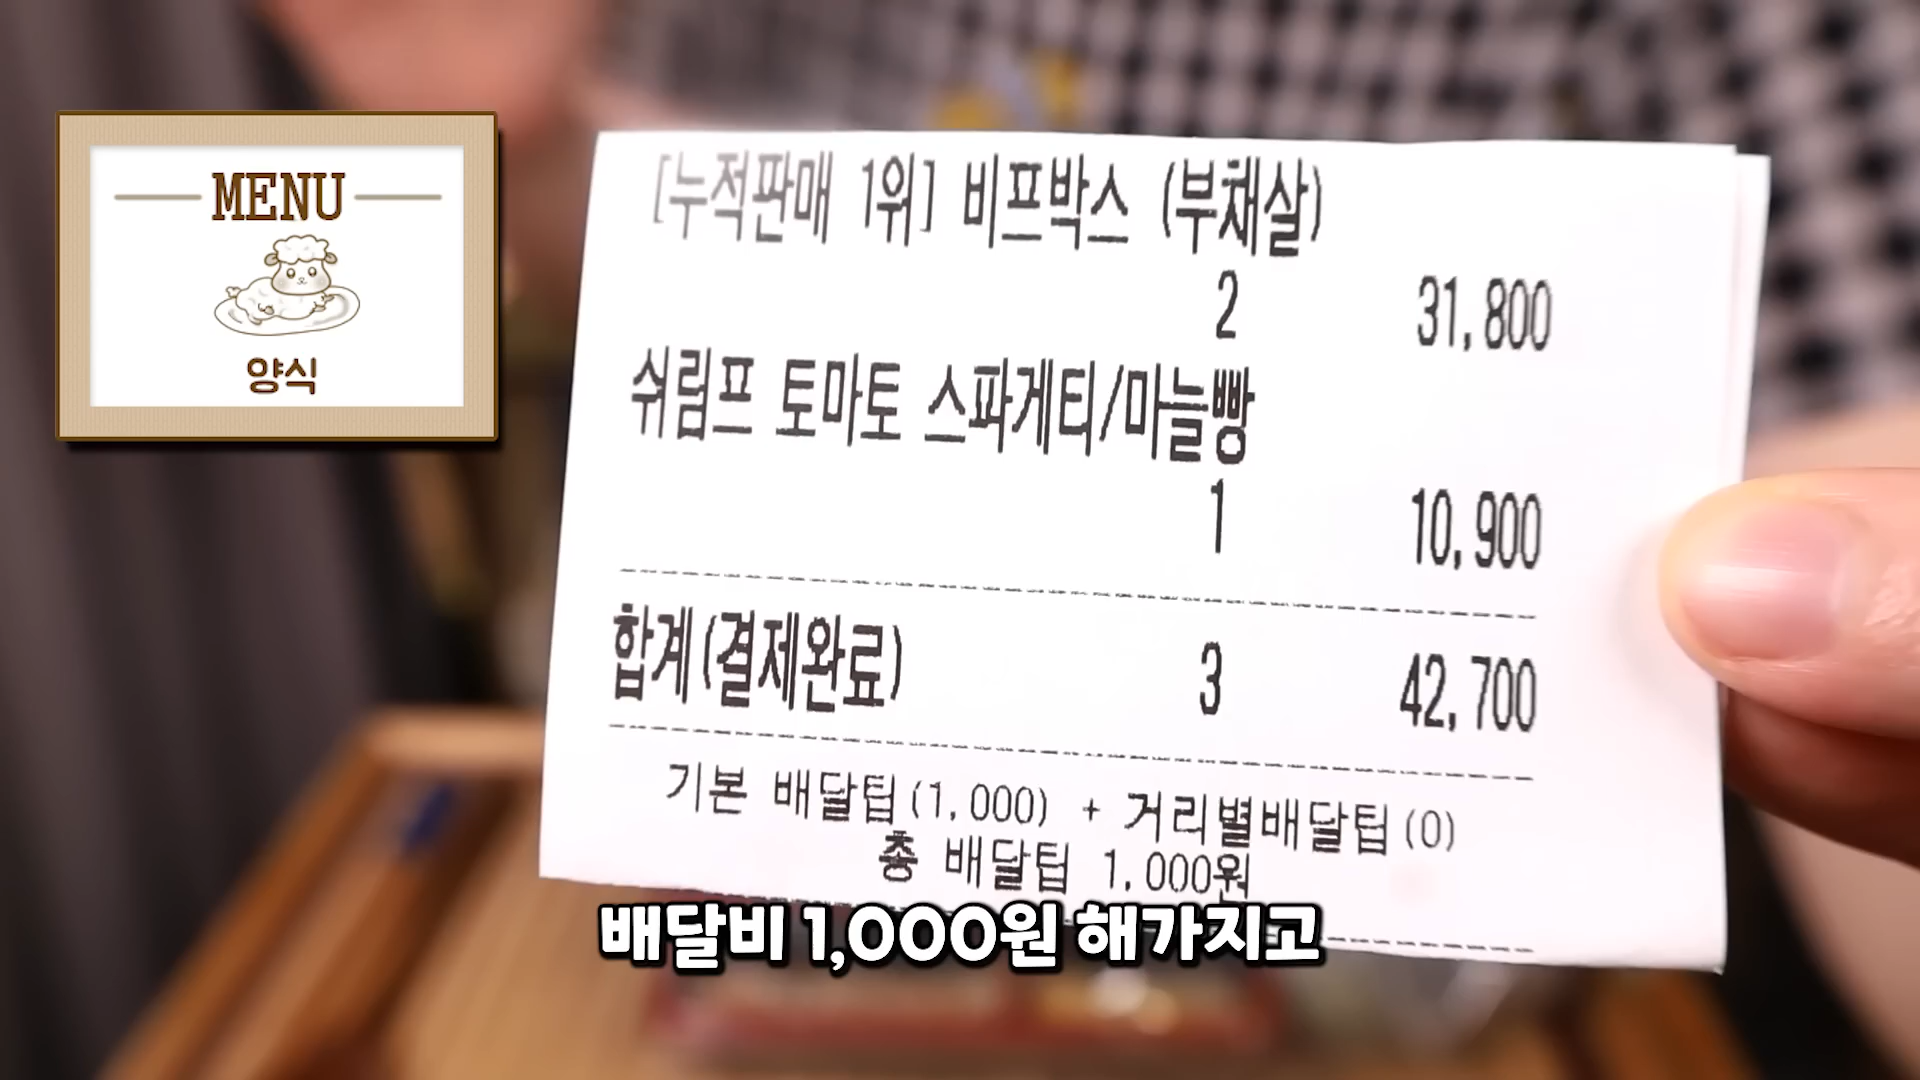 MENU
양식
[누적판매 1위] 비프박스 (부채살)
2 31,800
쉬림프 토마토 스파게티/마늘빵
1 10,900
합계(결제완료) 3 42,700
기본 배달팁(1,000) + 거리별배달팁(0)
총 배달팁 1,000원
배달비 1,000원 해가지고